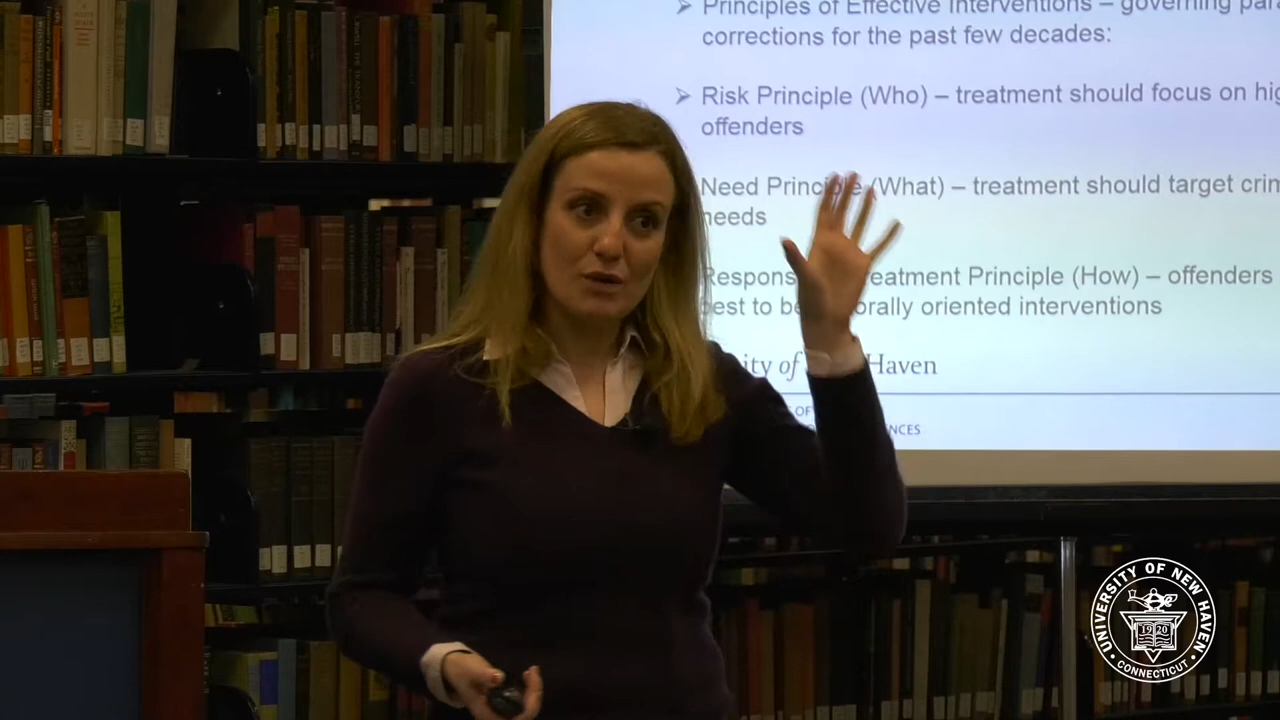 ➢ Principles of Effective Interventions – governing para
corrections for the past few decades:
➢ Risk Principle (Who) – treatment should focus on hig
offenders
Need Principle (What) – treatment should target crim
needs
Respons eatment Principle (How) – offenders
est to be orally oriented interventions
ity of Haven
OF
NCES
UNIVERSITY OF NEW HAVEN
1920
CONNECTICUT